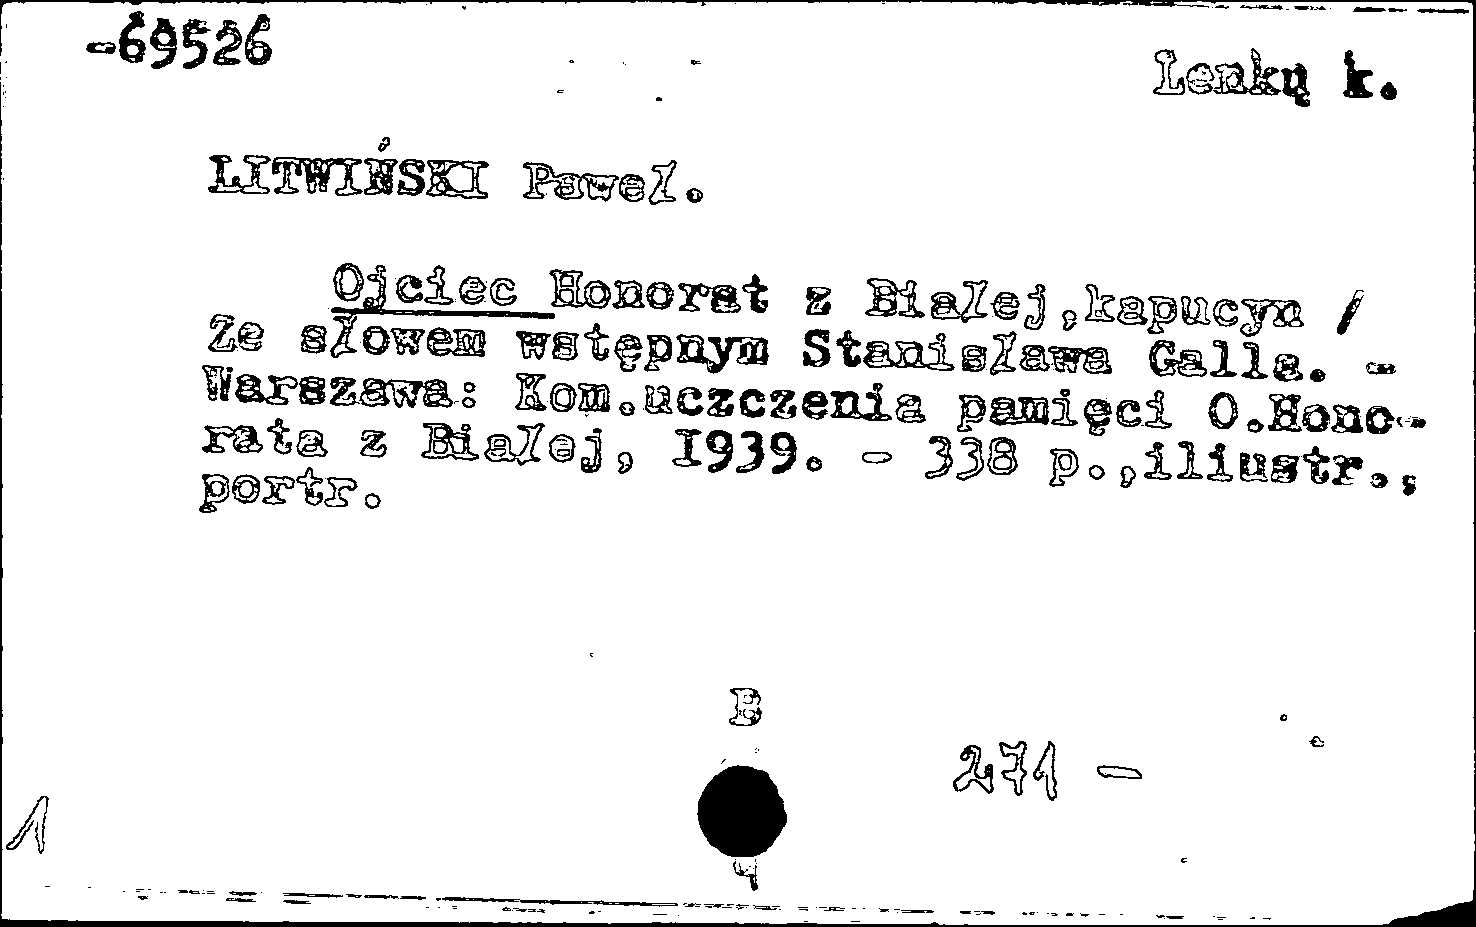 -69526
Lenkų k.
LITWIŃSKI Paweł.
Ojciec Honorat z Białej,kapucyn /
Ze słowem wstępnym Stanisława Galla. -
Warszawa: Kom.uczczenia pamięci O.Hono-
rata z Białej, 1939. - 338 p.,iliustr.,
portr.
B
271 -
1
4